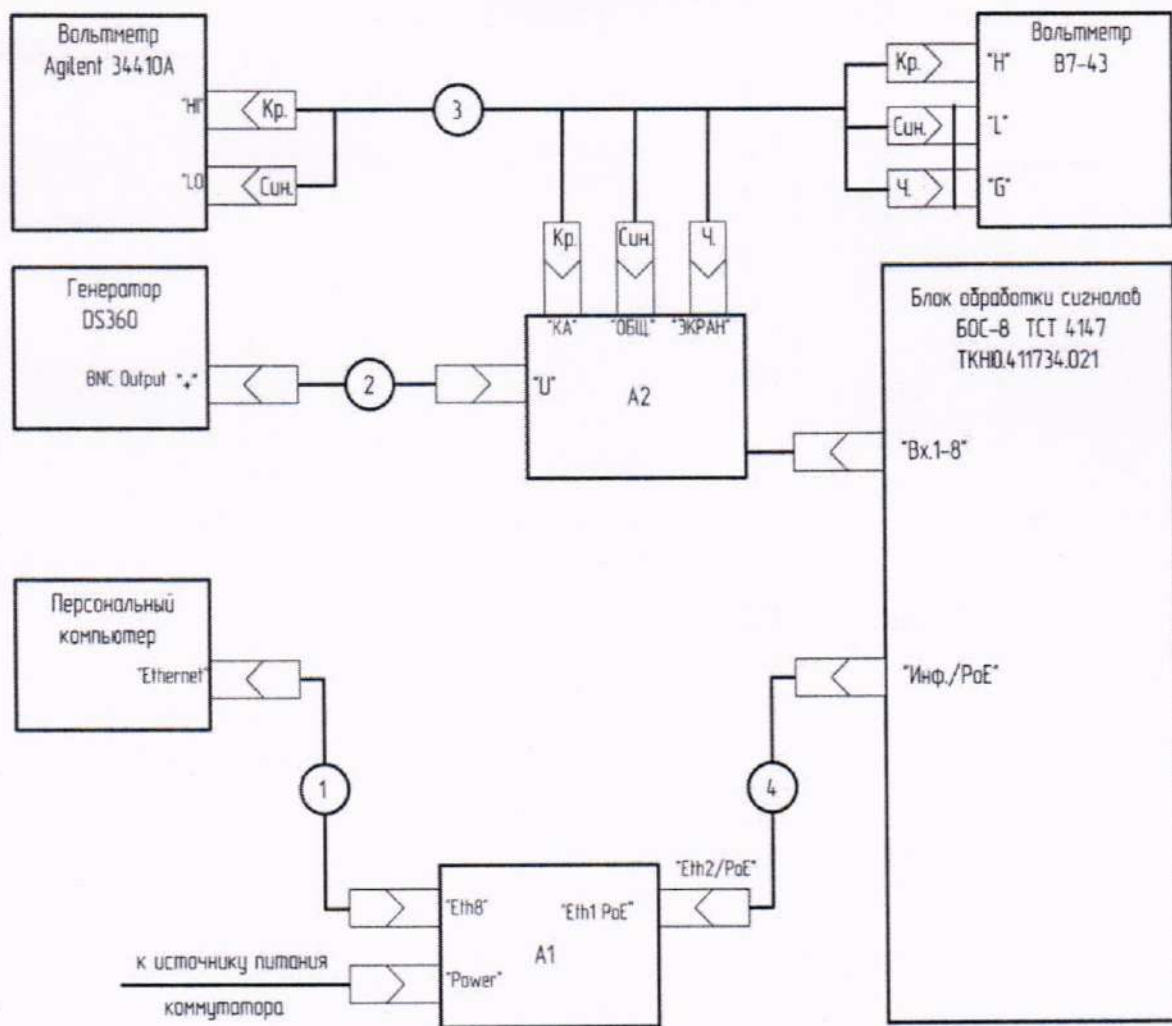 Вольтметр
Agilent 34410A
"HI"
Кр.
"LO
Син.
3
Вольтметр
В7-43
Кр.
"H"
Син.
"L"
Ч.
"G"
Кр.
Син.
Ч.
"КА"
"ОБЩ"
"ЭКРАН"
Генератор
DS360
BNC Output "+"
2
"U"
А2
Блок обработки сигналов
БОС-8 ТСТ 4147
ТКНЮ.411734.021
"Вх.1-8"
Персональный
компьютер
"Ethernet"
"Инф./PoE"
1
4
"Eth2/PoE"
"Eth8"
"Eth1 PoE"
А1
к источнику питания
коммутатора
"Power"